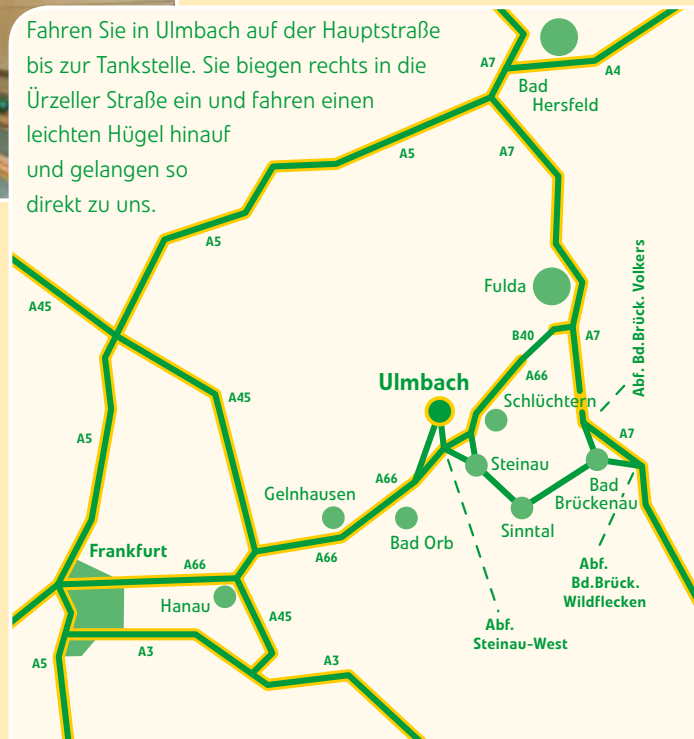 Fahren Sie in Ulmbach auf der Hauptstraße
bis zur Tankstelle. Sie biegen rechts in die
Ürzeller Straße ein und fahren einen
leichten Hügel hinauf
und gelangen so
direkt zu uns.
A7
A4
Bad
Hersfeld
A5
A7
A5
A45
Fulda
Abf. Bd.Brück. Volkers
B40
A7
A66
Ulmbach
A45
Schlüchtern
A5
A7
Steinau
A66
Gelnhausen
Bad
Brückenau
Sinntal
Bad Orb
A66
Frankfurt
A66
Abf.
Bd.Brück.
Wildflecken
Hanau
A45
Abf.
Steinau-West
A3
A5
A3